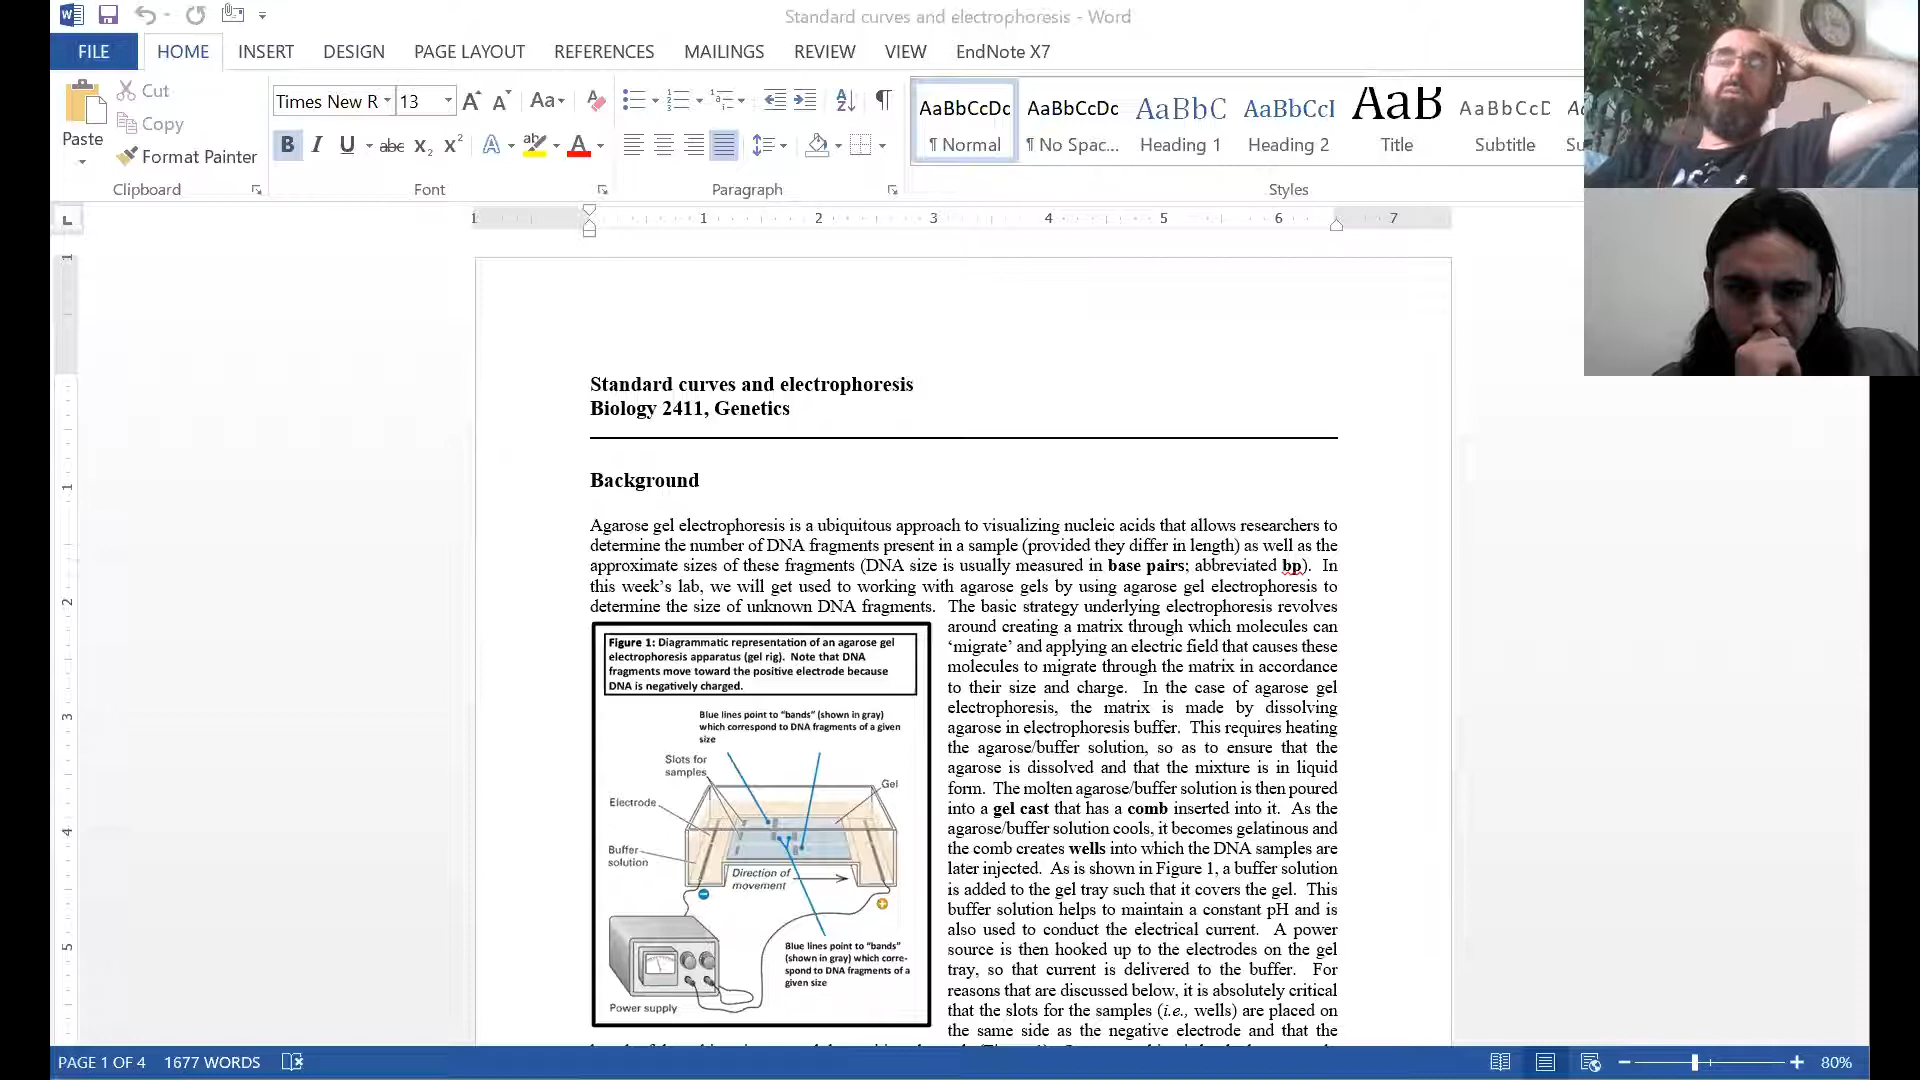 Standard curves and electrophoresis - Word
FILE HOME INSERT DESIGN PAGE LAYOUT REFERENCES MAILINGS REVIEW VIEW EndNote X7
Paste
Cut
Copy
Format Painter
Clipboard
Times New R 13
Font
Paragraph
AaBbCcDc AaBbCcDc AaBbC AaBbCcI AaB AaBbCcD
¶ Normal ¶ No Spac... Heading 1 Heading 2 Title Subtitle
Styles
1 1 2 3 4 5 6 7
Standard curves and electrophoresis
Biology 2411, Genetics
Background
Agarose gel electrophoresis is a ubiquitous approach to visualizing nucleic acids that allows researchers to
determine the number of DNA fragments present in a sample (provided they differ in length) as well as the
approximate sizes of these fragments (DNA size is usually measured in base pairs; abbreviated bp). In
this week’s lab, we will get used to working with agarose gels by using agarose gel electrophoresis to
determine the size of unknown DNA fragments. The basic strategy underlying electrophoresis revolves
around creating a matrix through which molecules can
‘migrate’ and applying an electric field that causes these
molecules to migrate through the matrix in accordance
to their size and charge. In the case of agarose gel
electrophoresis, the matrix is made by dissolving
agarose in electrophoresis buffer. This requires heating
the agarose/buffer solution, so as to ensure that the
agarose is dissolved and that the mixture is in liquid
form. The molten agarose/buffer solution is then poured
into a gel cast that has a comb inserted into it. As the
agarose/buffer solution cools, it becomes gelatinous and
the comb creates wells into which the DNA samples are
later injected. As is shown in Figure 1, a buffer solution
is added to the gel tray such that it covers the gel. This
buffer solution helps to maintain a constant pH and is
also used to conduct the electrical current. A power
source is then hooked up to the electrodes on the gel
tray, so that current is delivered to the buffer. For
reasons that are discussed below, it is absolutely critical
that the slots for the samples (i.e., wells) are placed on
the same side as the negative electrode and that the
Figure 1: Diagrammatic representation of an agarose gel
electrophoresis apparatus (gel rig). Note that DNA
fragments move toward the positive electrode because
DNA is negatively charged.
Blue lines point to “bands” (shown in gray)
which correspond to DNA fragments of a given
size
Slots for
samples
Gel
Electrode
Buffer
solution
Direction of
movement
Blue lines point to “bands”
(shown in gray) which corre-
spond to DNA fragments of a
given size
Power supply
PAGE 1 OF 4 1677 WORDS 80%